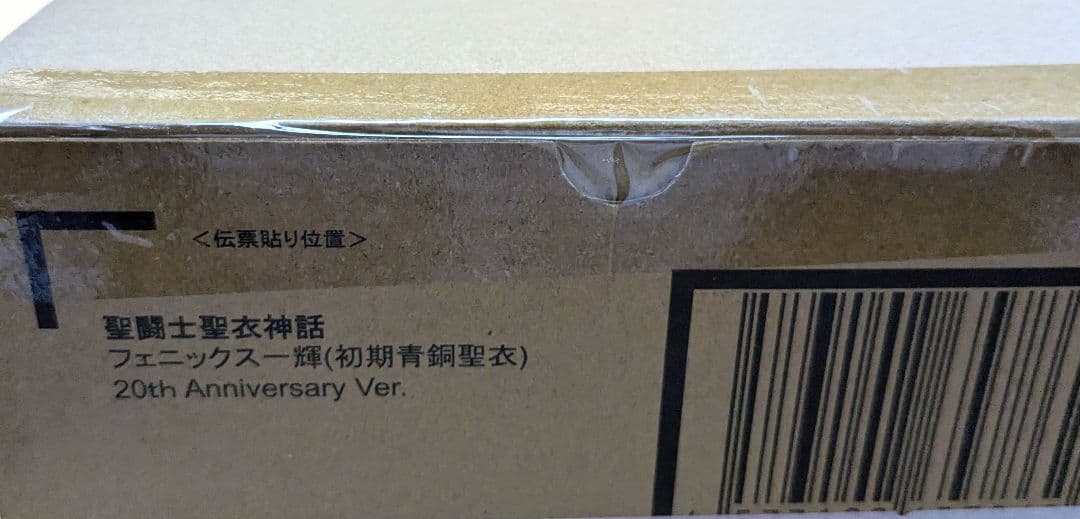 ＜伝票貼り位置＞
聖闘士聖衣神話
フェニックス一輝(初期青銅聖衣)
20th Anniversary Ver.